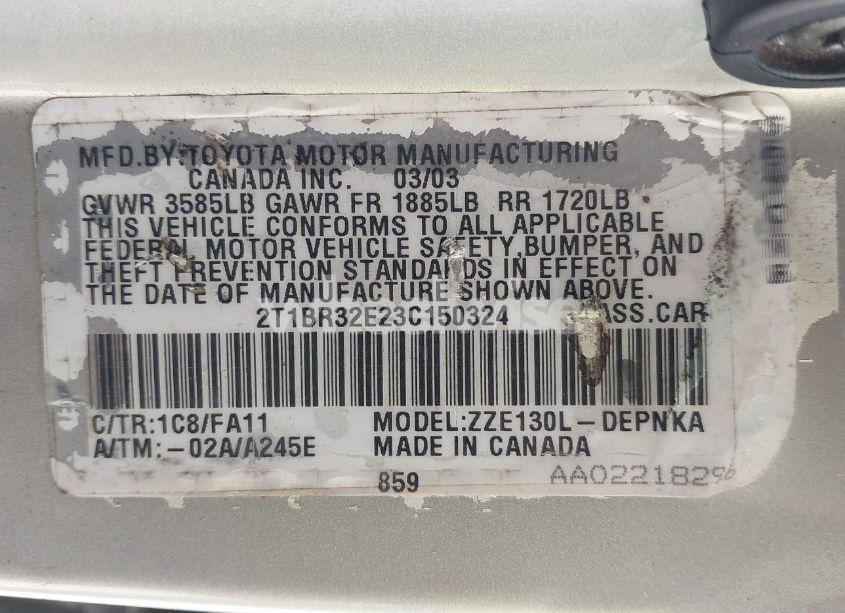 MFD.BY:TOYOTA MOTOR MANUFACTURING
CANADA INC. 03/03
GVWR 3585LB GAWR FR 1885LB RR 1720LB
THIS VEHICLE CONFORMS TO ALL APPLICABLE
FEDERAL MOTOR VEHICLE SAFETY,BUMPER, AND
THEFT PREVENTION STANDARDS IN EFFECT ON
THE DATE OF MANUFACTURE SHOWN ABOVE.
2T1BR32E23C150324 PASS.CAR
C/TR:1C8/FA11 MODEL:ZZE130L-DEPNKA
A/TM:-02A/A245E MADE IN CANADA
859